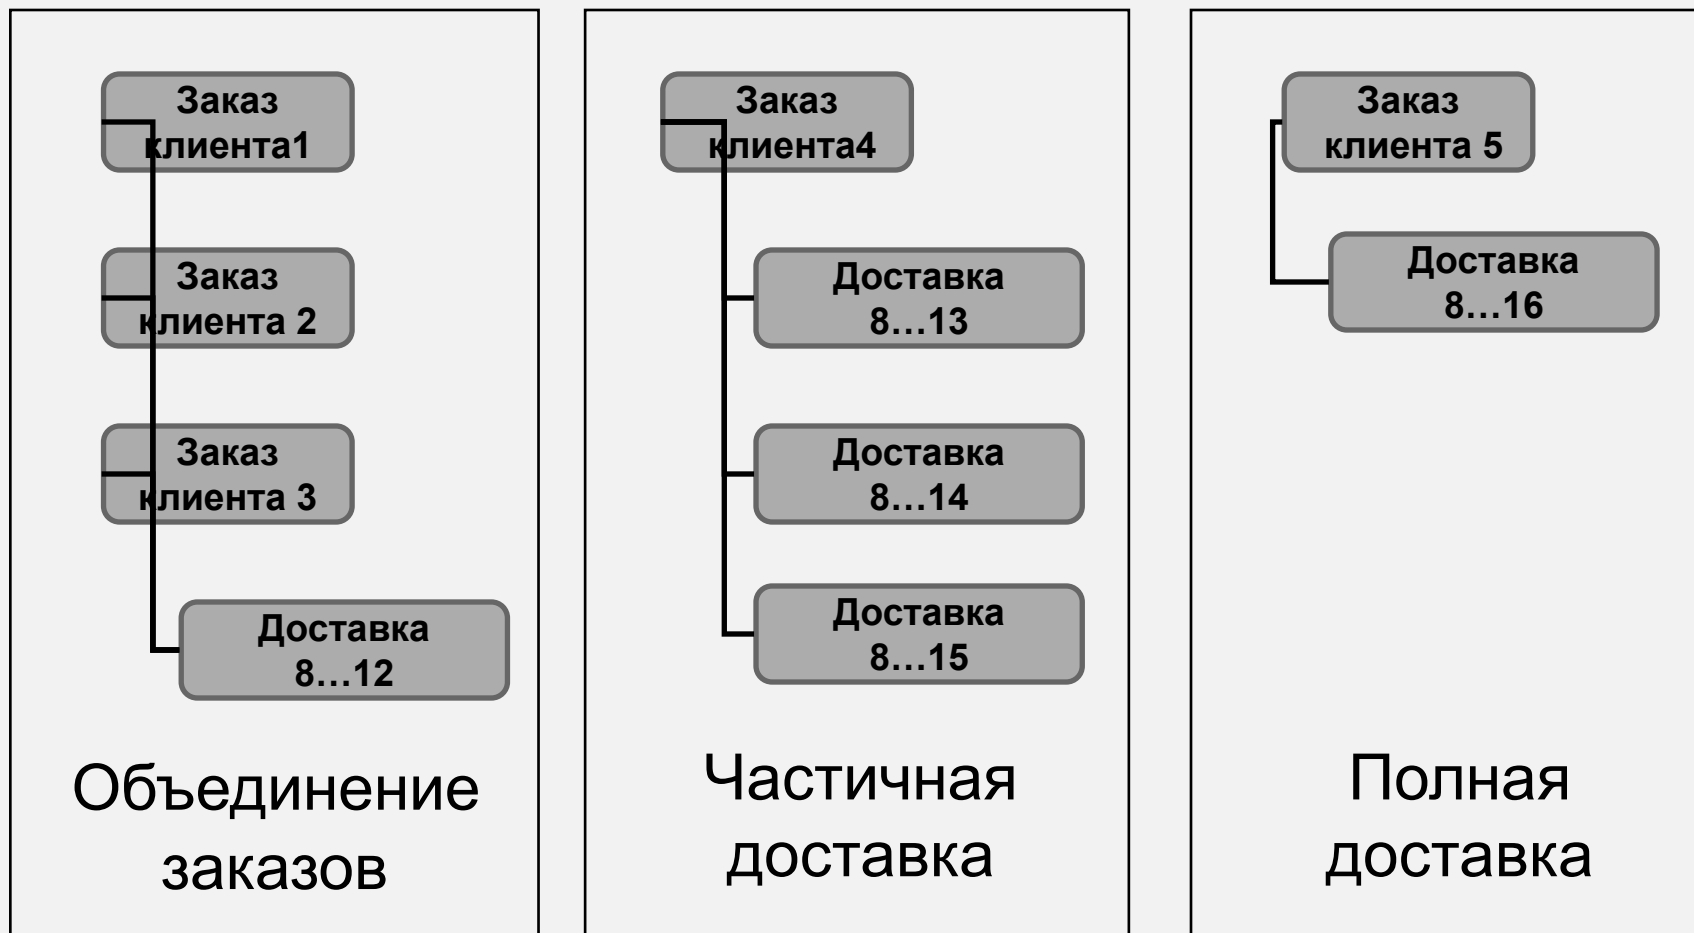 Заказ
клиента1
Заказ
клиента 2
Заказ
клиента 3
Доставка
8...12
Объединение
заказов
Заказ
клиента4
Доставка
8...13
Доставка
8...14
Доставка
8...15
Частичная
доставка
Заказ
клиента 5
Доставка
8...16
Полная
доставка